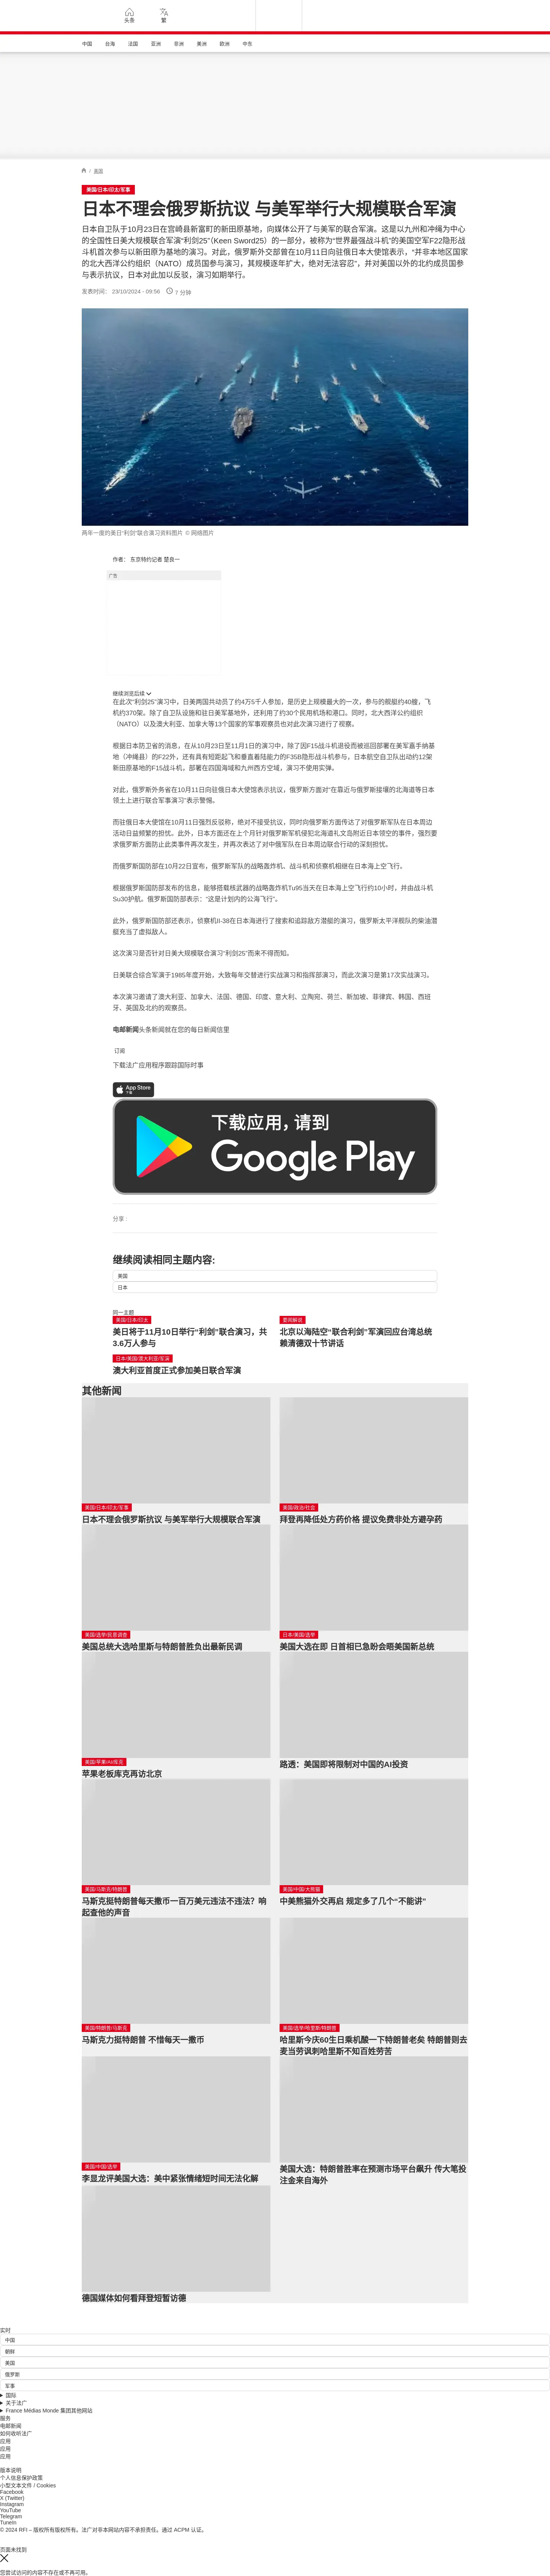 头条
繁
中国 台海 法国 亚洲 非洲 美洲 欧洲 中东
/ 美国
美国/日本/印太/军事
日本不理会俄罗斯抗议 与美军举行大规模联合军演
日本自卫队于10月23日在宫崎县新富町的新田原基地，向媒体公开了与美军的联合军演。这是以九州和冲绳为中心
的全国性日美大规模联合军演“利剑25”（Keen Sword25）的一部分，被称为“世界最强战斗机”的美国空军F22隐形战
斗机首次参与以新田原为基地的演习。对此，俄罗斯外交部曾在10月11日向驻俄日本大使馆表示，“并非本地区国家
的北大西洋公约组织（NATO）成员国参与演习，其规模逐年扩大，绝对无法容忍”，并对美国以外的北约成员国参
与表示抗议，日本对此加以反驳，演习如期举行。
发表时间： 23/10/2024 - 09:56 7 分钟
两年一度的美日“利剑”联合演习资料图片 © 网络图片
作者： 东京特约记者 楚良一
广告
继续浏览后续
在此次“利剑25”演习中，日美两国共动员了约4万5千人参加，是历史上规模最大的一次，参与的舰艇约40艘，飞
机约370架。除了自卫队设施和驻日美军基地外，还利用了约30个民用机场和港口。同时，北大西洋公约组织
（NATO）以及澳大利亚、加拿大等13个国家的军事观察员也对此次演习进行了视察。
根据日本防卫省的消息，在从10月23日至11月1日的演习中，除了因F15战斗机退役而被巡回部署在美军嘉手纳基
地（冲绳县）的F22外，还有具有短距起飞和垂直着陆能力的F35B隐形战斗机参与，日本航空自卫队出动约12架
新田原基地的F15战斗机，部署在四国海域和九州西方空域，演习不使用实弹。
对此，俄罗斯外务省在10月11日向驻俄日本大使馆表示抗议，俄罗斯方面对“在靠近与俄罗斯接壤的北海道等日本
领土上进行联合军事演习”表示警惕。
而驻俄日本大使馆在10月11日强烈反驳称，绝对不接受抗议，同时向俄罗斯方面传达了对俄罗斯军队在日本周边
活动日益频繁的担忧。此外，日本方面还在上个月针对俄罗斯军机侵犯北海道礼文岛附近日本领空的事件，强烈要
求俄罗斯方面防止此类事件再次发生，并再次表达了对中俄军队在日本周边联合行动的深刻担忧。
而俄罗斯国防部在10月22日宣布，俄罗斯军队的战略轰炸机、战斗机和侦察机相继在日本海上空飞行。
根据俄罗斯国防部发布的信息，能够搭载核武器的战略轰炸机Tu95当天在日本海上空飞行约10小时，并由战斗机
Su30护航。俄罗斯国防部表示：“这是计划内的公海飞行”。
此外，俄罗斯国防部还表示，侦察机Il-38在日本海进行了搜索和追踪敌方潜艇的演习，俄罗斯太平洋舰队的柴油潜
艇充当了虚拟敌人。
这次演习是否针对日美大规模联合演习“利剑25”而来不得而知。
日美联合综合军演于1985年度开始，大致每年交替进行实战演习和指挥部演习，而此次演习是第17次实战演习。
本次演习邀请了澳大利亚、加拿大、法国、德国、印度、意大利、立陶宛、荷兰、新加坡、菲律宾、韩国、西班
牙、英国及北约的观察员。
电邮新闻头条新闻就在您的每日新闻信里
订阅
下载法广应用程序跟踪国际时事
App Store
下载
下载应用，请到
Google Play
分享：
继续阅读相同主题内容:
美国
日本
同一主题
美国/日本/印太
美日将于11月10日举行“利剑”联合演习，共
3.6万人参与
要闻解读
北京以海陆空“联合利剑”军演回应台湾总统
赖清德双十节讲话
日本/美国/澳大利亚/军演
澳大利亚首度正式参加美日联合军演
其他新闻
美国/日本/印太/军事
日本不理会俄罗斯抗议 与美军举行大规模联合军演
美国/政治/社会
拜登再降低处方药价格 提议免费非处方避孕药
美国/选举/民意调查
美国总统大选哈里斯与特朗普胜负出最新民调
日本/美国/选举
美国大选在即 日首相已急盼会晤美国新总统
美国/苹果/AI/探克
苹果老板库克再访北京
路透：美国即将限制对中国的AI投资
美国/马斯克/特朗普
马斯克挺特朗普每天撒币一百万美元违法不违法？响
起查他的声音
美国/中国/大熊猫
中美熊猫外交再启 规定多了几个“不能讲”
美国/特朗普/马斯克
马斯克力挺特朗普 不惜每天一撒币
美国/选举/哈里斯/特朗普
哈里斯今庆60生日乘机酸一下特朗普老矣 特朗普则去
麦当劳讽刺哈里斯不知百姓劳苦
美国/中国/选举
李显龙评美国大选：美中紧张情绪短时间无法化解
美国大选：特朗普胜率在预测市场平台飙升 传大笔投
注金来自海外
德国媒体如何看拜登短暂访德
实时
中国
朝鲜
美国
俄罗斯
军事
国际
关于法广
France Médias Monde 集团其他网站
服务
电邮新闻
如何收听法广
应用
应用
应用
版本说明
个人信息保护政策
小型文本文件 / Cookies
Facebook
X (Twitter)
Instagram
YouTube
Telegram
TuneIn
© 2024 RFI – 版权所有版权所有。法广对非本网站内容不承担责任。通过 ACPM 认证。
页面未找到
您尝试访问的内容不存在或不再可用。